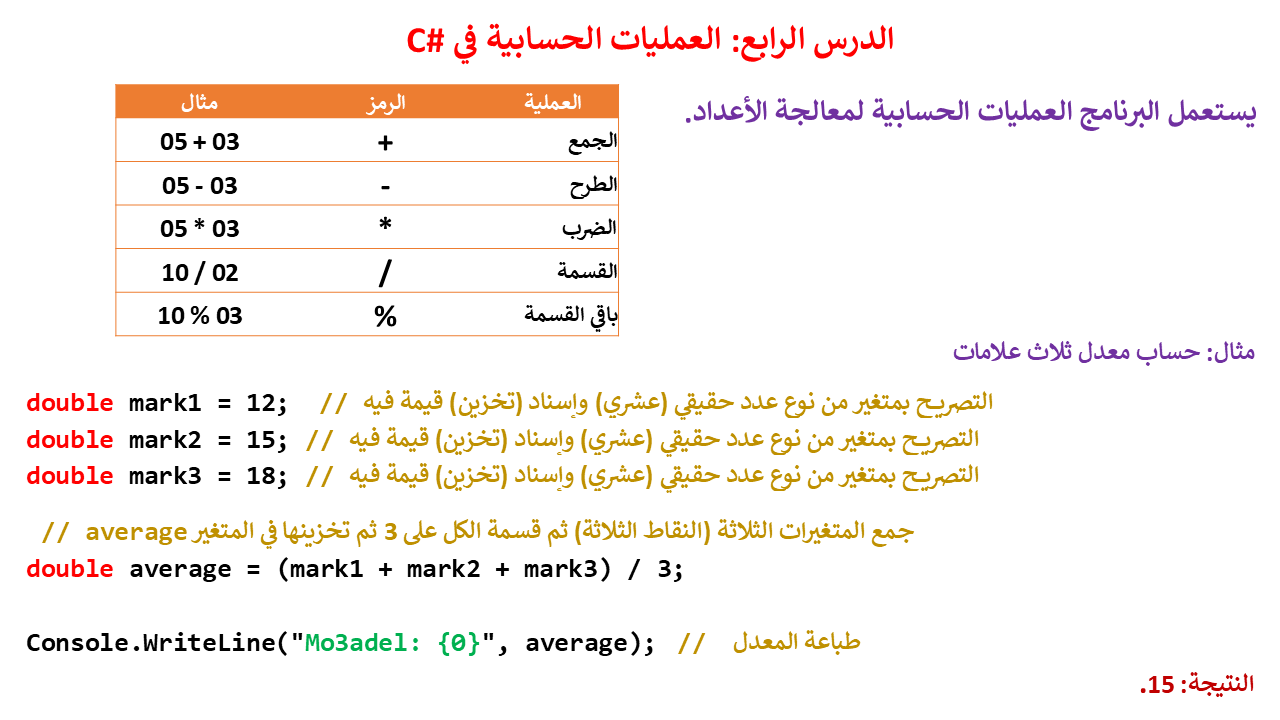 الدرس الرابع: العمليات الحسابية في C#
يستعمل البرنامج العمليات الحسابية لمعالجة الأعداد.
العملية الرمز مثال
الجمع + 05 + 03
الطرح - 05 - 03
الضرب * 05 * 03
القسمة / 10 / 02
باقي القسمة % 10 % 03
مثال: حساب معدل ثلاث علامات
double mark1 = 12; // التصريح بمتغير من نوع عدد حقيقي (عشري) وإسناد (تخزين) قيمة فيه
double mark2 = 15; // التصريح بمتغير من نوع عدد حقيقي (عشري) وإسناد (تخزين) قيمة فيه
double mark3 = 18; // التصريح بمتغير من نوع عدد حقيقي (عشري) وإسناد (تخزين) قيمة فيه
// جمع المتغيرات الثلاثة (النقاط الثلاثة) ثم قسمة الكل على 3 ثم تخزينها في المتغير average
double average = (mark1 + mark2 + mark3) / 3;
Console.WriteLine("Mo3adel: {0}", average); // طباعة المعدل
النتيجة: 15.